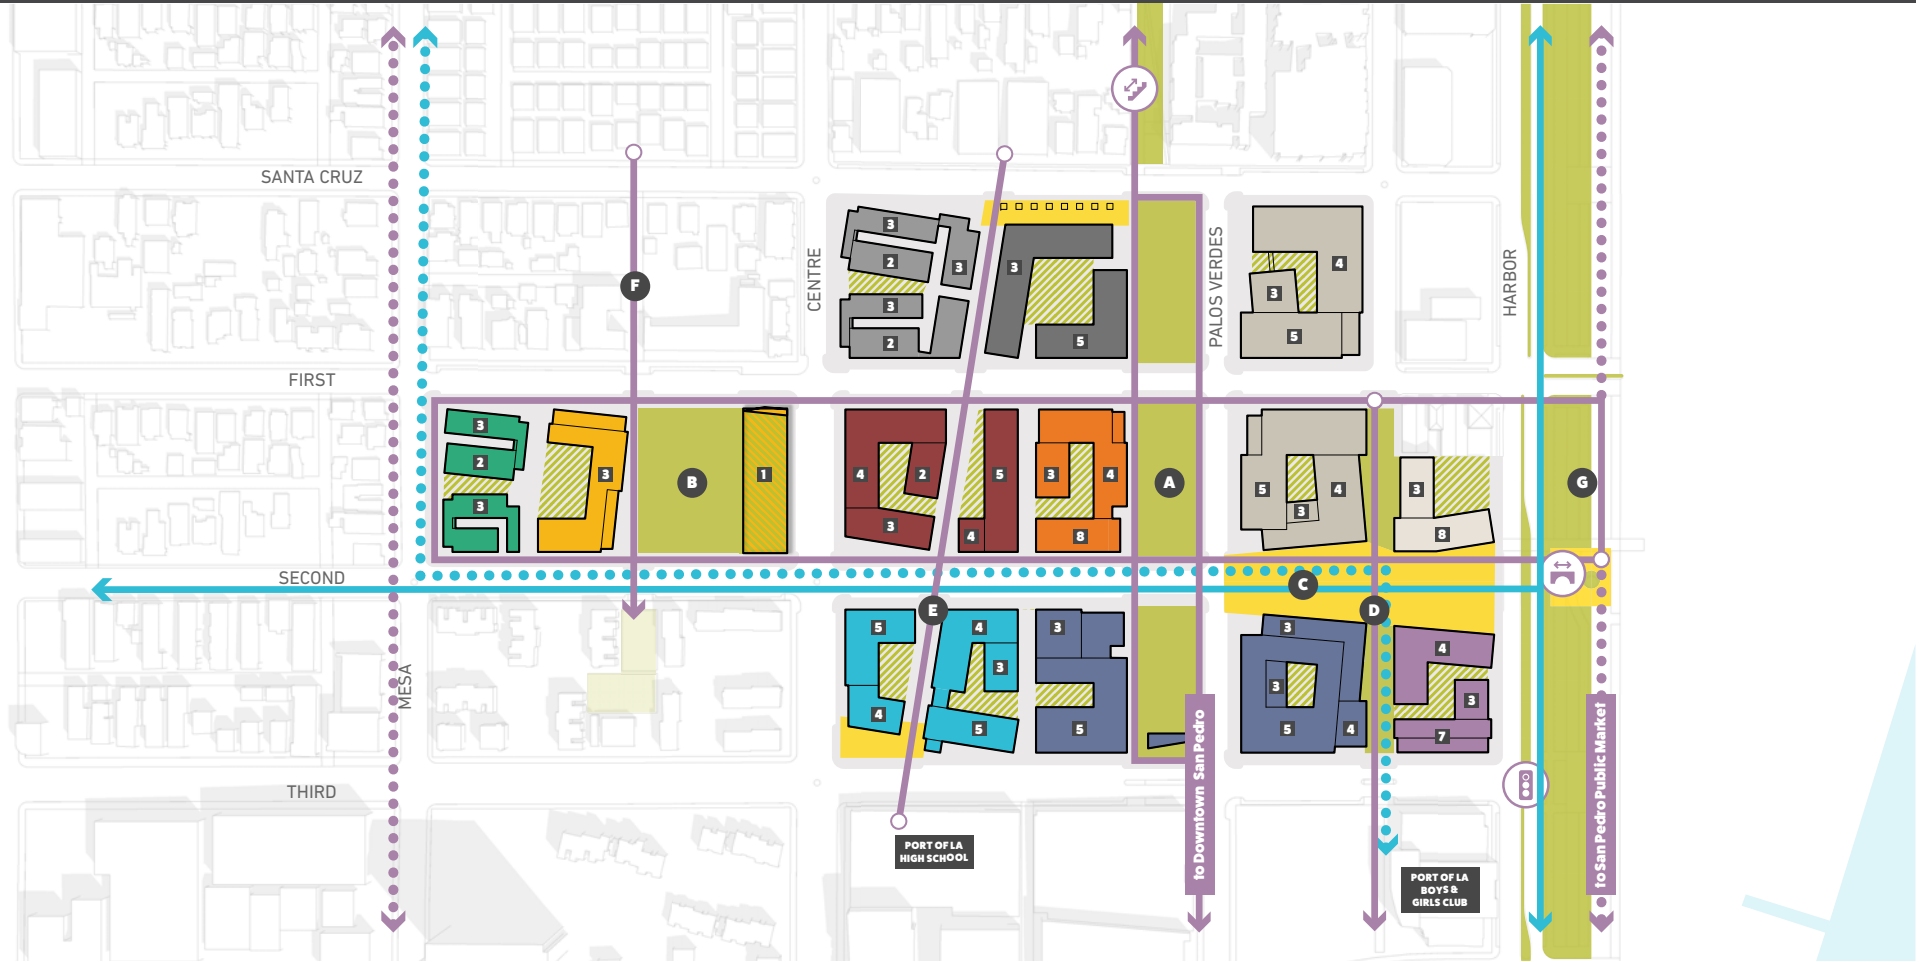 SANTA CRUZ
CENTRE
PALOS VERDES
HARBOR
3
2
3
3
2
3
5
4
3
5
F
FIRST
3
2
3
3
B
1
4
2
3
5
4
3
4
8
A
5
4
3
3
8
G
SECOND
C
D
E
MESA
5
4
4
3
5
3
5
3
5
4
4
3
7
THIRD
to Downtown San Pedro
to San Pedro Public Market
PORT OF LA
HIGH SCHOOL
PORT OF LA
BOYS &
GIRLS CLUB